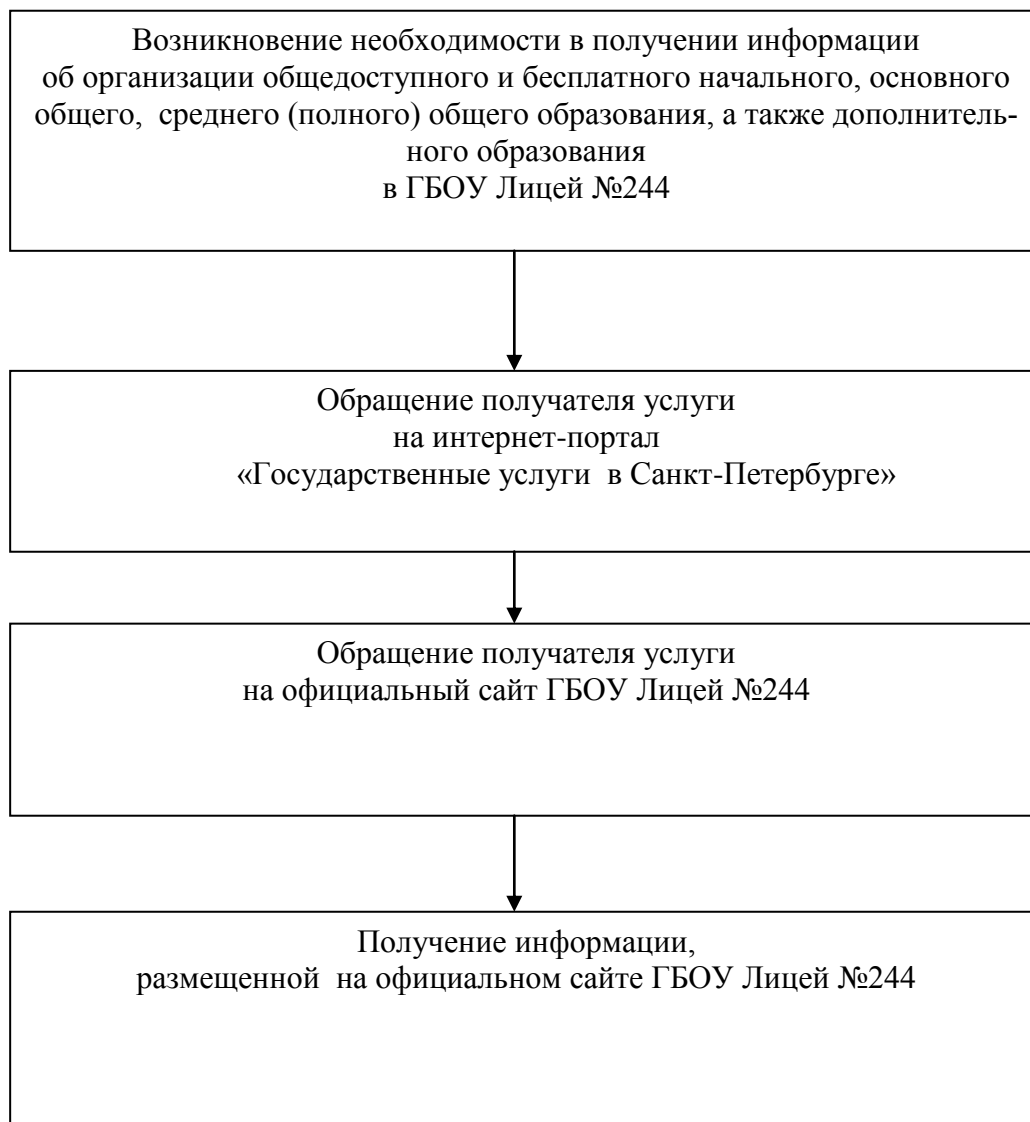 Возникновение необходимости в получении информации
об организации общедоступного и бесплатного начального, основного
общего,  среднего (полного) общего образования, а также дополнитель-
ного образования
в ГБОУ Лицей №244
Обращение получателя услуги
на интернет-портал
«Государственные услуги  в Санкт-Петербурге»
Обращение получателя услуги
на официальный сайт ГБОУ Лицей №244
Получение информации,
размещенной  на официальном сайте ГБОУ Лицей №244